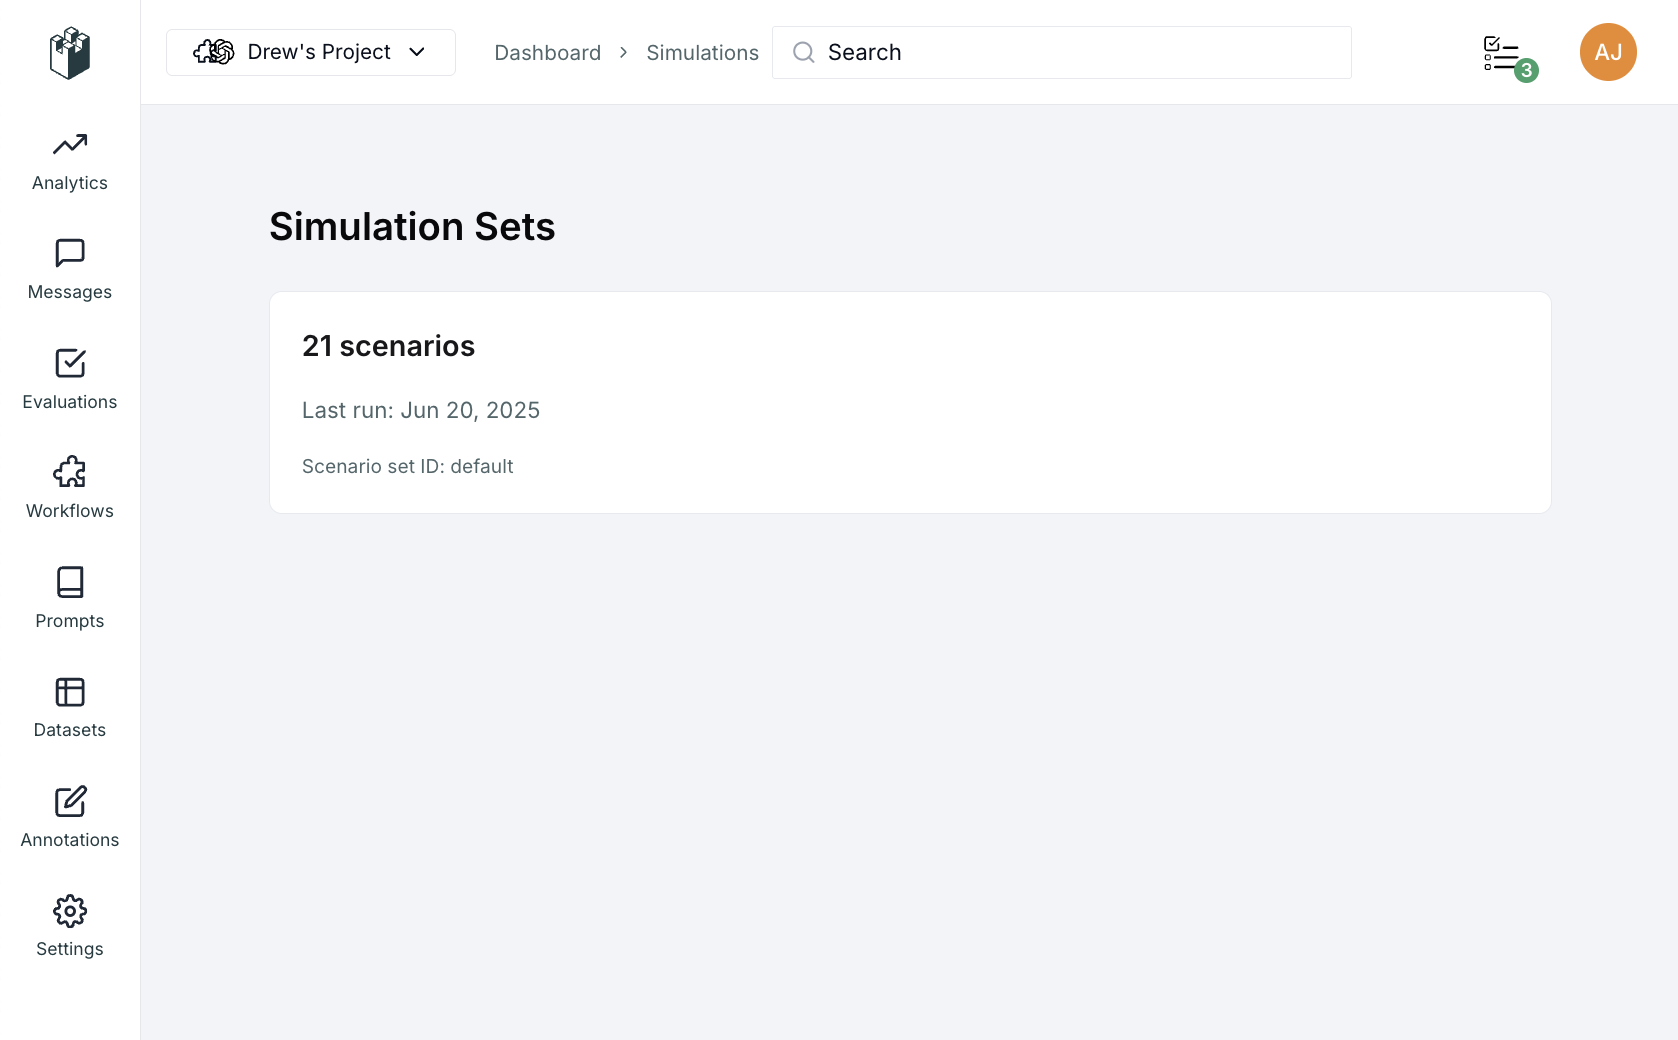 Drew's Project
Dashboard > Simulations
Search
3
AJ
Analytics
Messages
Evaluations
Workflows
Prompts
Datasets
Annotations
Settings
Simulation Sets
21 scenarios
Last run: Jun 20, 2025
Scenario set ID: default